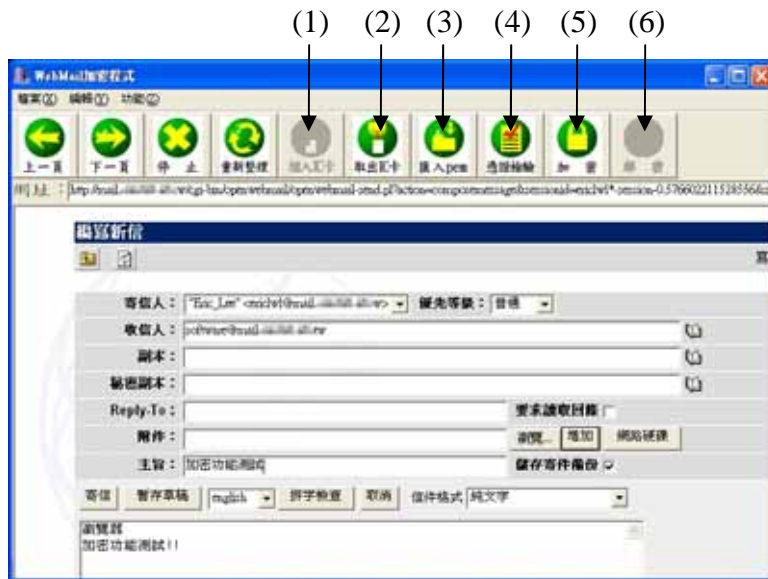 (1) (2) (3) (4) (5) (6)
WebMail加密程式
檔案(X) 編輯(Y) 功能(Z)
上一頁 下一頁 停 止 重新整理 插入IC卡 取出IC卡 匯入pem 憑證檢驗 加 密 解 密
網址：
編寫新信
寄信人： "Eric_Lee" 優先等級： 普通
收信人：
副本：
秘密副本：
Reply-To： 要求讀取回條
附件： 瀏覽... 增加 網路硬碟
主旨： 加密功能測試 儲存寄件備份
寄信 暫存草稿 english 拼字檢查 取消 信件格式 純文字
瀏覽器
加密功能測試!!